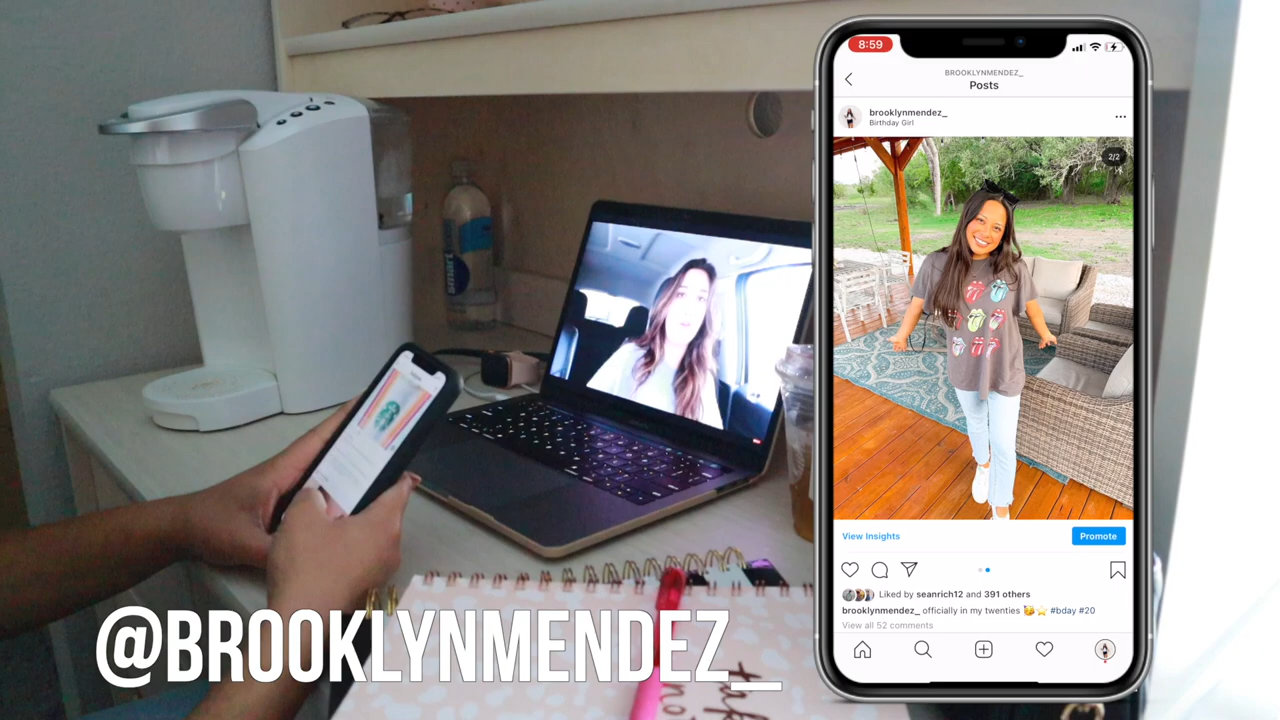 8:59
BROOKLYNMENDEZ_
Posts
brooklynmendez_
Birthday Girl
2/2
View Insights
Promote
Liked by seanrich12 and 391 others
brooklynmendez_ officially in my twenties 🥰⭐ #bday #20
View all 52 comments
smart
@BROOKLYNMENDEZ_